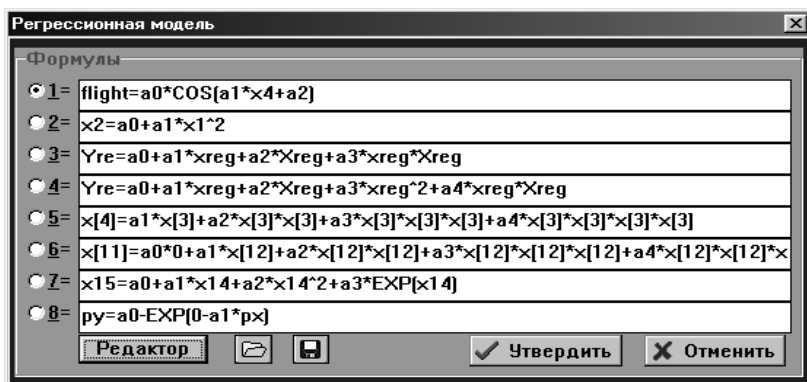 Регрессионная модель
Формулы
1= flight=a0*COS(a1*x4+a2)
2= x2=a0+a1*x1^2
3= Yre=a0+a1*xreg+a2*Xreg+a3*xreg*Xreg
4= Yre=a0+a1*xreg+a2*Xreg+a3*xreg^2+a4*xreg*Xreg
5= x[4]=a1*x[3]+a2*x[3]*x[3]+a3*x[3]*x[3]*x[3]+a4*x[3]*x[3]*x[3]*x[3]
6= x[11]=a0*0+a1*x[12]+a2*x[12]*x[12]+a3*x[12]*x[12]*x[12]+a4*x[12]*x[12]*x
7= x15=a0+a1*x14+a2*x14^2+a3*EXP(x14)
8= py=a0-EXP(0-a1*px)
Редактор Утвердить Отменить